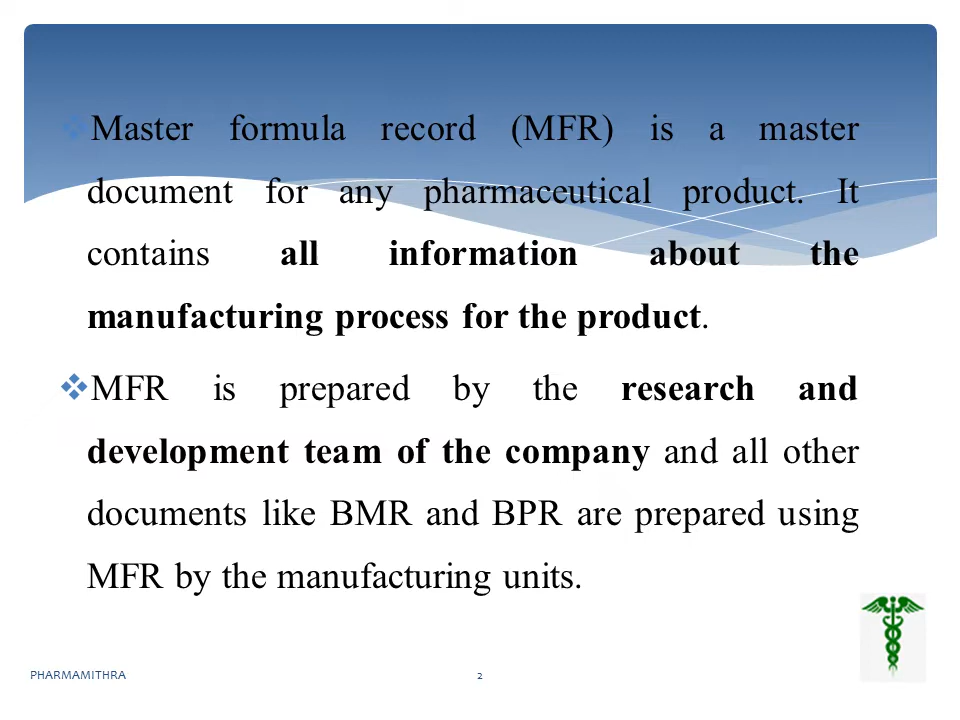 ❖Master formula record (MFR) is a master
document for any pharmaceutical product. It
contains all information about the
manufacturing process for the product.
❖MFR is prepared by the research and
development team of the company and all other
documents like BMR and BPR are prepared using
MFR by the manufacturing units.
PHARMAMITHRA
2